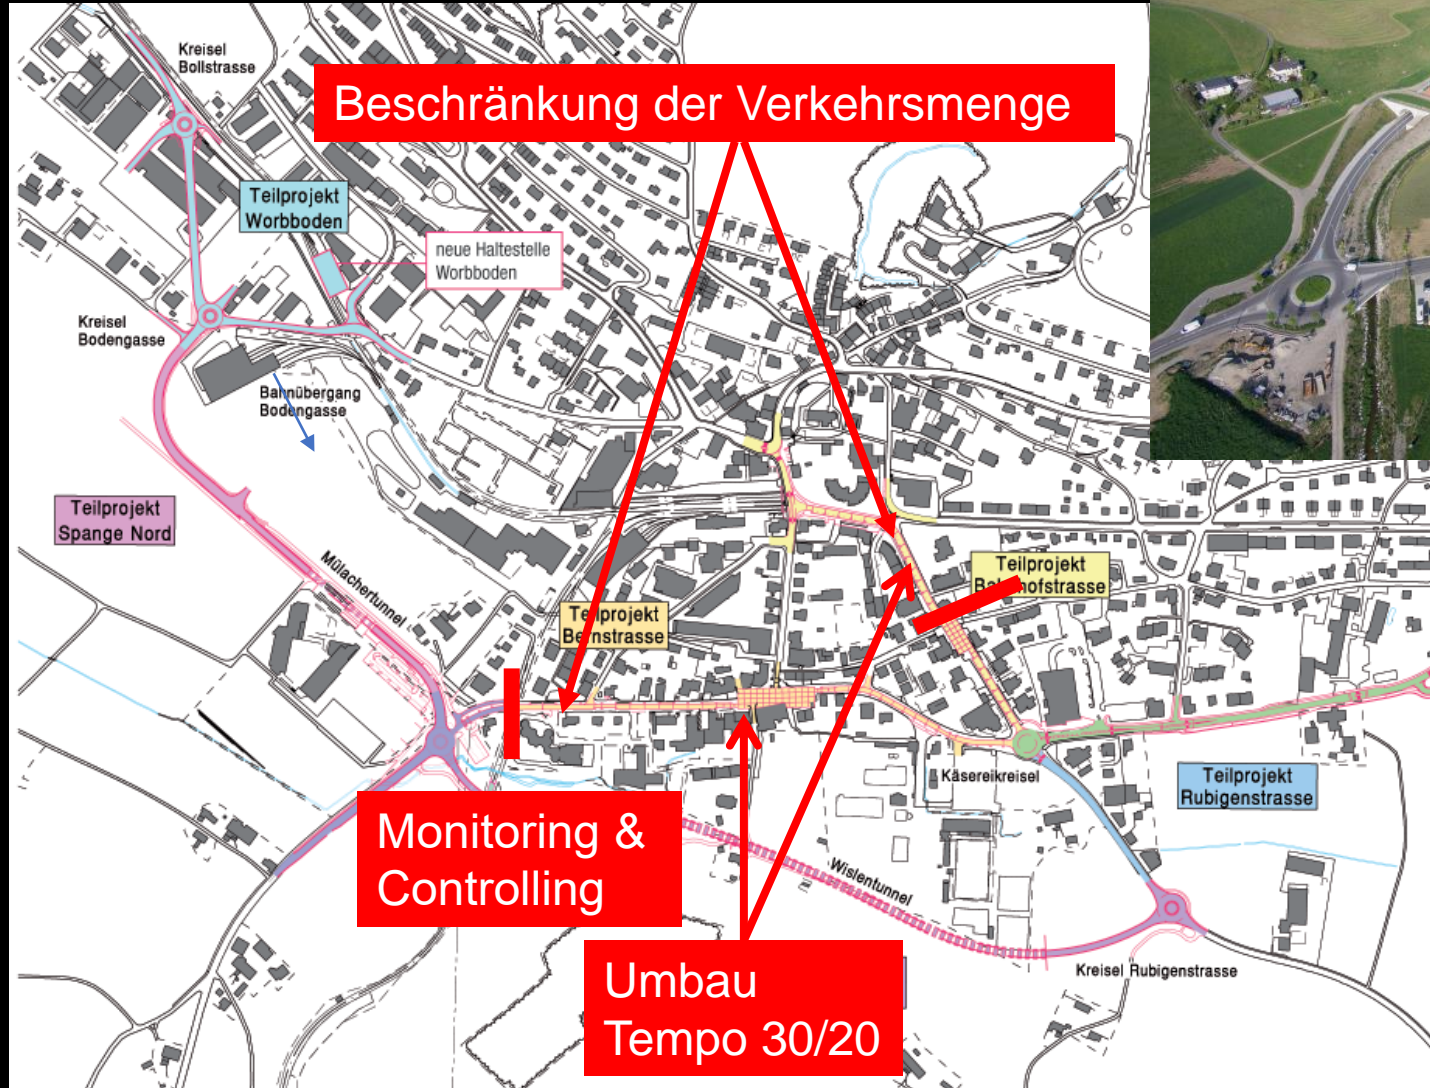 Kreisel
Bollstrasse
Beschränkung der Verkehrsmenge
Teilprojekt
Worbboden
neue Haltestelle
Worbboden
Kreisel
Bodengasse
Bahnübergang
Bodengasse
Teilprojekt
Spange Nord
Mülachertunnel
Teilprojekt
Bahnhofstrasse
Teilprojekt
Bernstrasse
Käsereikreisel
Teilprojekt
Rubigenstrasse
Monitoring &
Controlling
Wislentunnel
Kreisel Rubigenstrasse
Umbau
Tempo 30/20